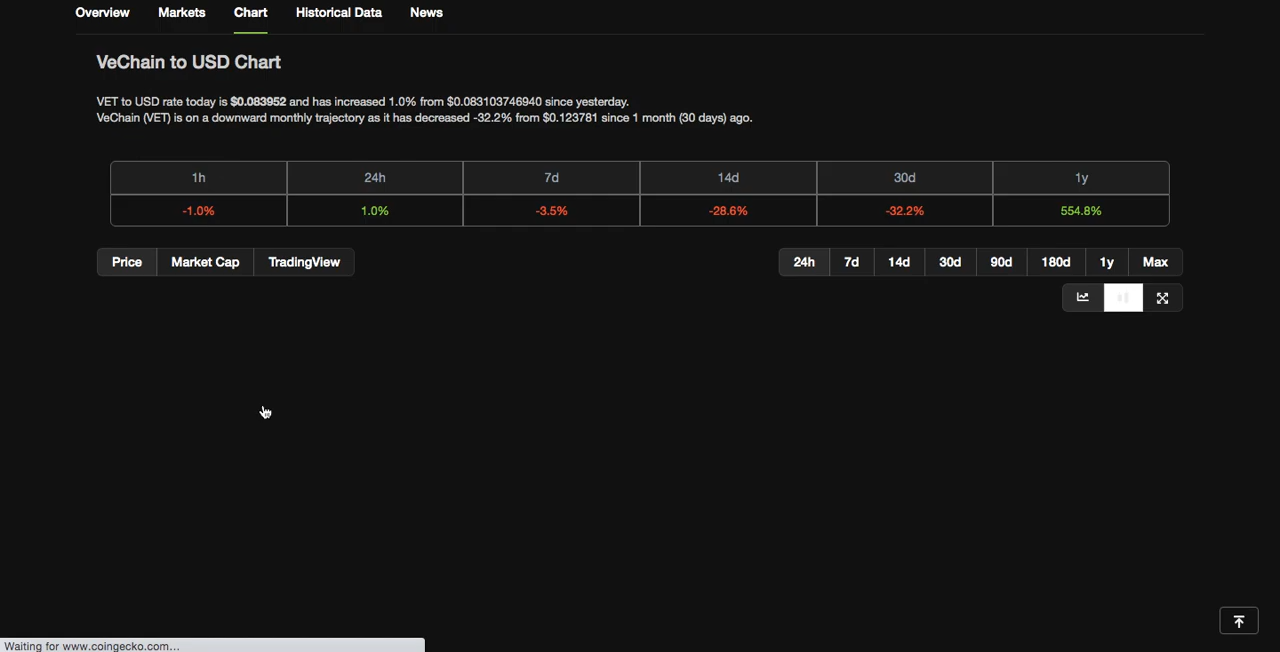 Overview Markets Chart Historical Data News
VeChain to USD Chart
VET to USD rate today is $0.083952 and has increased 1.0% from $0.083103746940 since yesterday.
VeChain (VET) is on a downward monthly trajectory as it has decreased -32.2% from $0.123781 since 1 month (30 days) ago.
1h 24h 7d 14d 30d 1y
-1.0% 1.0% -3.5% -28.6% -32.2% 554.8%
Price Market Cap TradingView 24h 7d 14d 30d 90d 180d 1y Max
Waiting for www.coingecko.com...